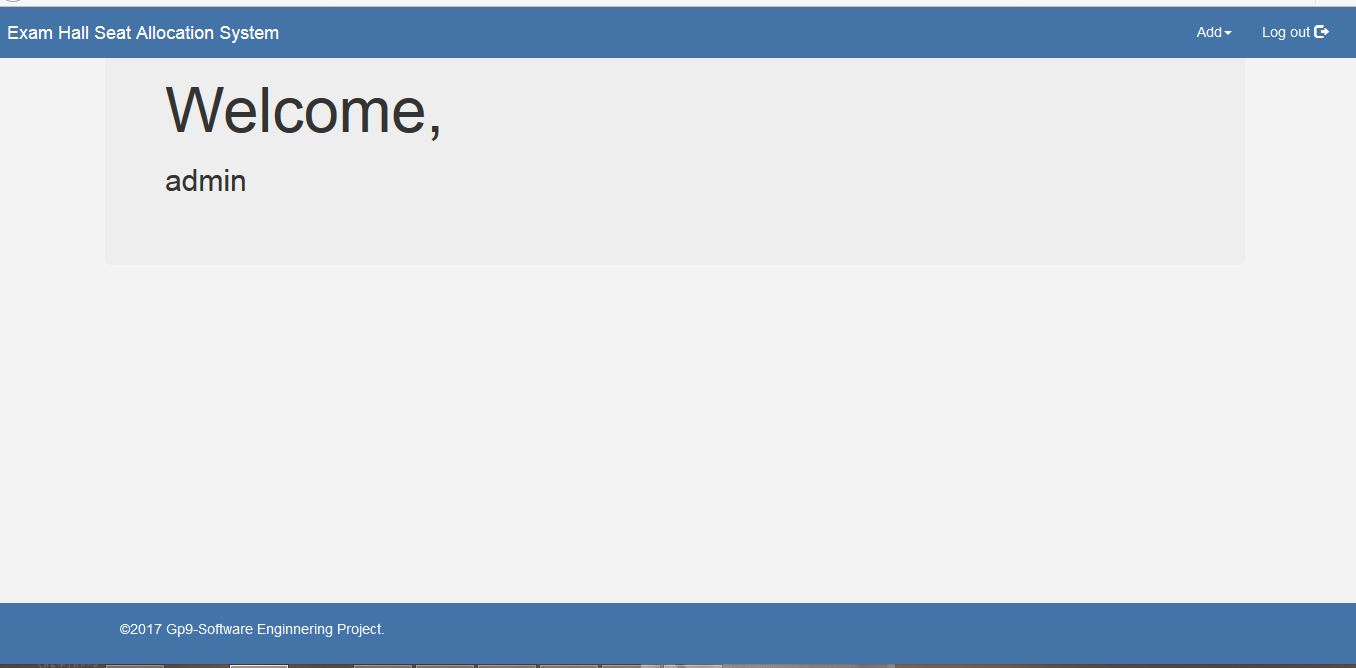 Exam Hall Seat Allocation System
Add
Log out
Welcome,
admin
©2017 Gp9-Software Enginnering Project.